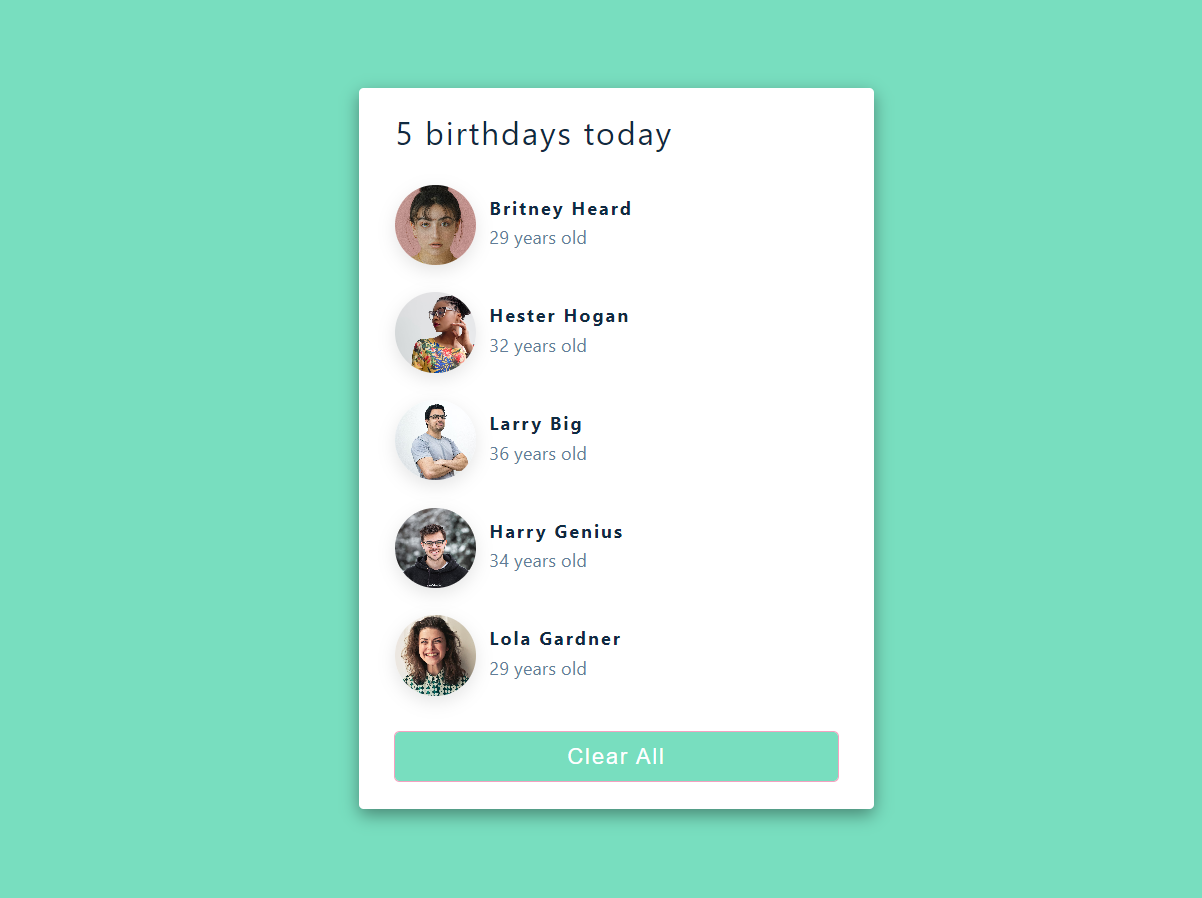 5 birthdays today
Britney Heard
29 years old
Hester Hogan
32 years old
Larry Big
36 years old
Harry Genius
34 years old
Lola Gardner
29 years old
Clear All